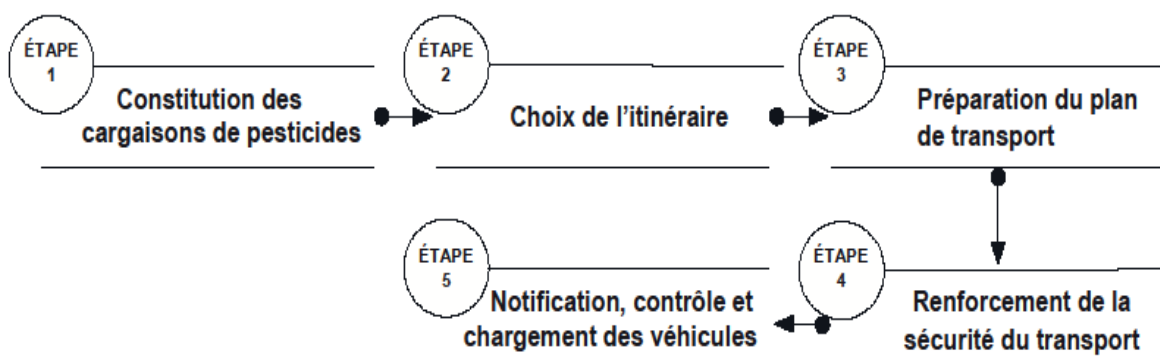 ÉTAPE
1
Constitution des
cargaisons de pesticides
ÉTAPE
2
Choix de l'itinéraire
ÉTAPE
3
Préparation du plan
de transport
ÉTAPE
4
Renforcement de la
sécurité du transport
ÉTAPE
5
Notification, contrôle et
chargement des véhicules